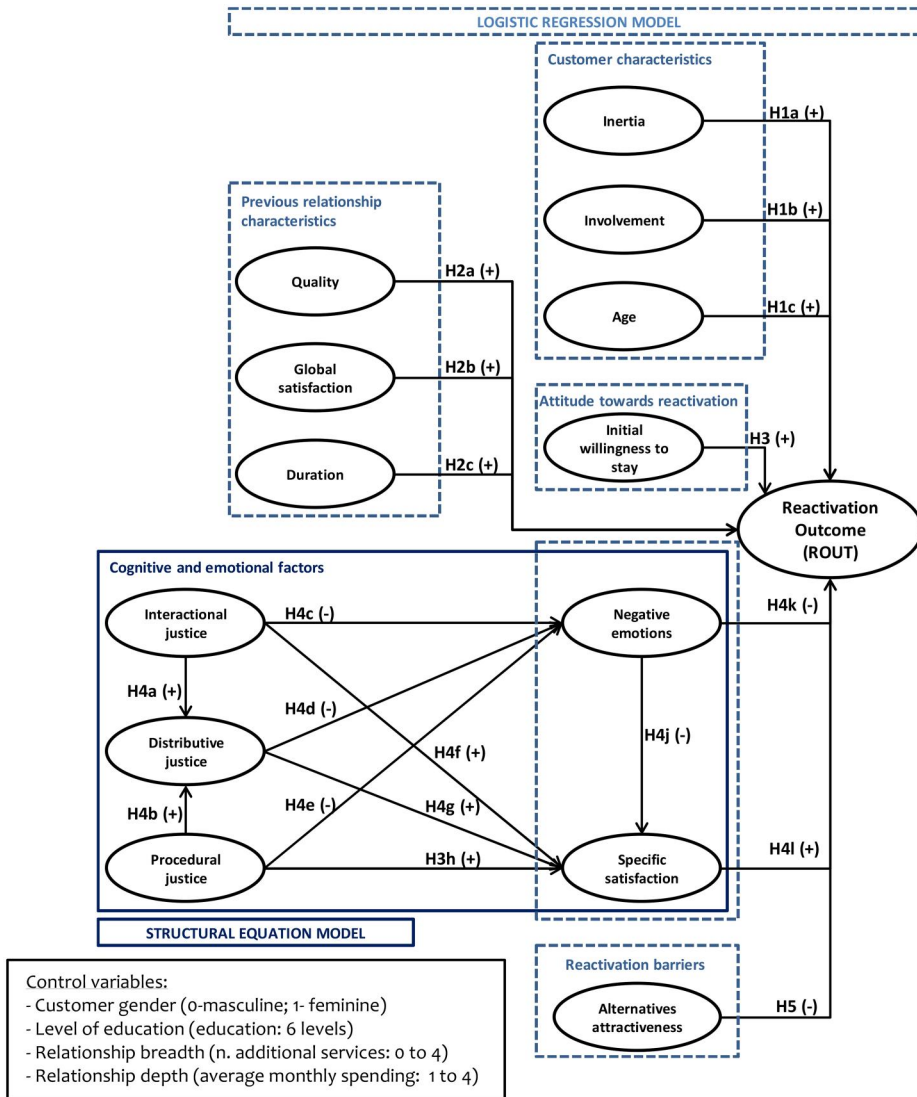 LOGISTIC REGRESSION MODEL
Customer characteristics
Inertia
H1a (+)
Involvement
H1b (+)
Age
H1c (+)
Previous relationship
characteristics
Quality
H2a (+)
Global
satisfaction
H2b (+)
Duration
H2c (+)
Attitude towards reactivation
Initial
willingness to
stay
H3 (+)
Reactivation
Outcome
(ROUT)
Cognitive and emotional factors
Interactional
justice
H4c (-)
Negative
emotions
H4k (-)
H4a (+)
H4d (-)
Distributive
justice
H4f (+)
H4j (-)
H4b (+)
H4e (-)
H4g (+)
Procedural
justice
H3h (+)
Specific
satisfaction
H4l (+)
STRUCTURAL EQUATION MODEL
Reactivation barriers
Alternatives
attractiveness
H5 (-)
Control variables:
- Customer gender (0-masculine; 1- feminine)
- Level of education (education: 6 levels)
- Relationship breadth (n. additional services: 0 to 4)
- Relationship depth (average monthly spending:  1 to 4)